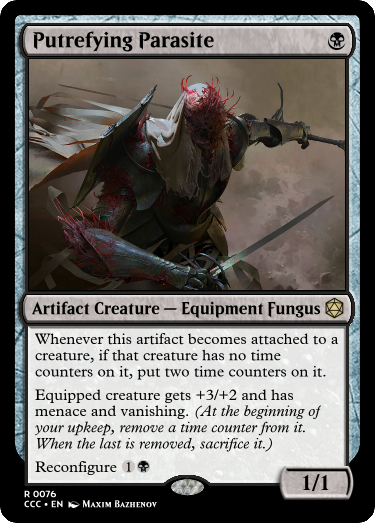 Putrefying Parasite
Artifact Creature — Equipment Fungus
Whenever this artifact becomes attached to a
creature, if that creature has no time
counters on it, put two time counters on it.
Equipped creature gets +3/+2 and has
menace and vanishing. (At the beginning of
your upkeep, remove a time counter from it.
When the last is removed, sacrifice it.)
Reconfigure 1
1/1
R 0076
CCC • EN Maxim Bazhenov